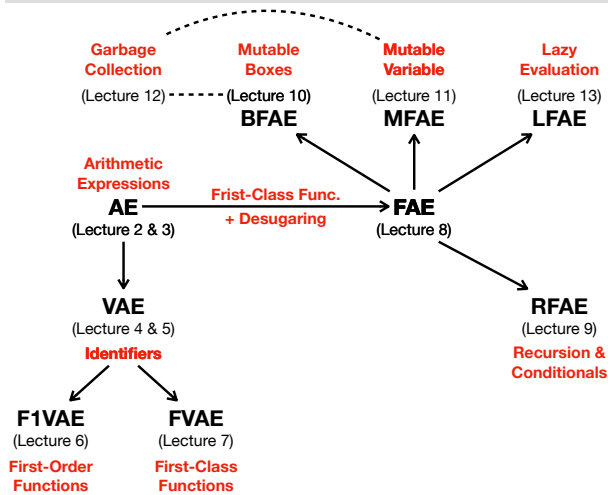 Garbage
Collection
(Lecture 12)
Mutable
Boxes
(Lecture 10)
BFAE
Mutable
Variable
(Lecture 11)
MFAE
Lazy
Evaluation
(Lecture 13)
LFAE
Arithmetic
Expressions
AE
(Lecture 2 & 3)
Frist-Class Func.
+ Desugaring
FAE
(Lecture 8)
VAE
(Lecture 4 & 5)
Identifiers
RFAE
(Lecture 9)
Recursion &
Conditionals
F1VAE
(Lecture 6)
First-Order
Functions
FVAE
(Lecture 7)
First-Class
Functions